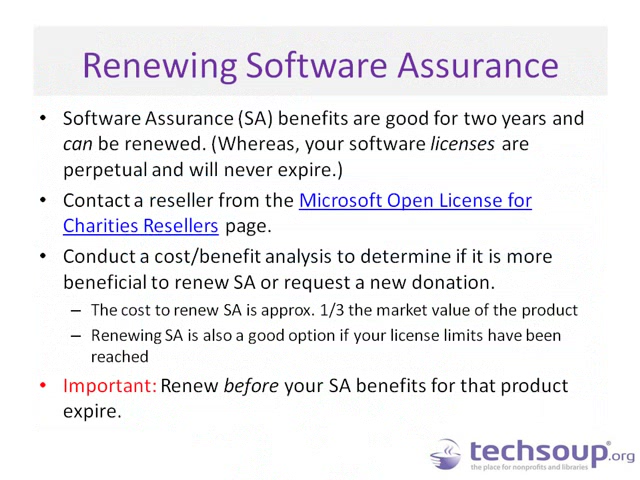 Renewing Software Assurance
• Software Assurance (SA) benefits are good for two years and
can be renewed. (Whereas, your software licenses are
perpetual and will never expire.)
• Contact a reseller from the Microsoft Open License for
Charities Resellers page.
• Conduct a cost/benefit analysis to determine if it is more
beneficial to renew SA or request a new donation.
– The cost to renew SA is approx. 1/3 the market value of the product
– Renewing SA is also a good option if your license limits have been
reached
• Important: Renew before your SA benefits for that product
expire.
techsoup®.org
the place for nonprofits and libraries